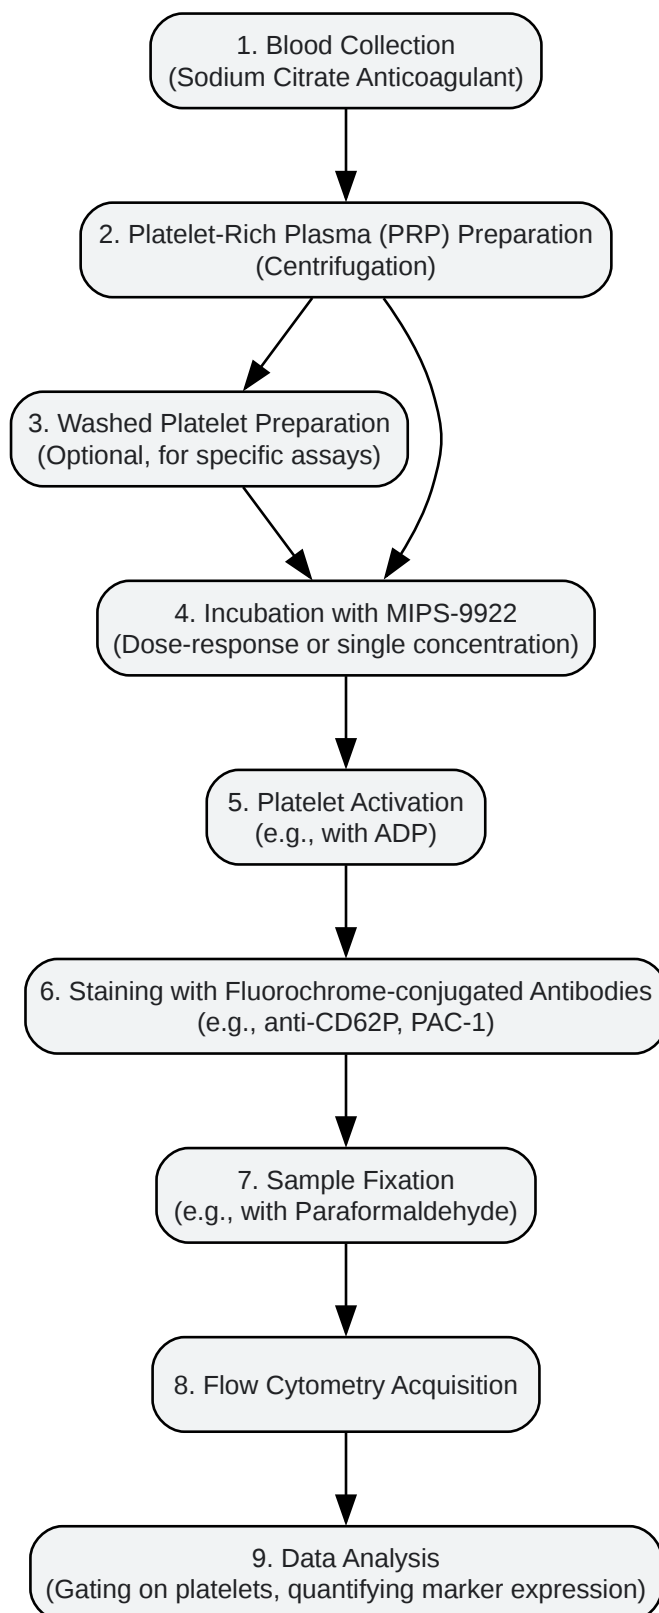 1. Blood Collection
(Sodium Citrate Anticoagulant)
2. Platelet-Rich Plasma (PRP) Preparation
(Centrifugation)
3. Washed Platelet Preparation
(Optional, for specific assays)
4. Incubation with MIPS-9922
(Dose-response or single concentration)
5. Platelet Activation
(e.g., with ADP)
6. Staining with Fluorochrome-conjugated Antibodies
(e.g., anti-CD62P, PAC-1)
7. Sample Fixation
(e.g., with Paraformaldehyde)
8. Flow Cytometry Acquisition
9. Data Analysis
(Gating on platelets, quantifying marker expression)